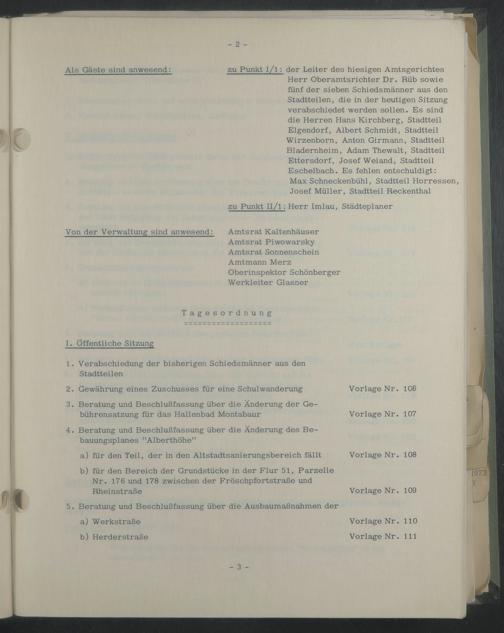 - 2 -
Als Gäste sind anwesend: zu Punkt I/1: der Leiter des hiesigen Amtsgerichtes
Herr Oberamtsrichter Dr. Rüb sowie
fünf der sieben Schiedsmänner aus den
Stadtteilen, die in der heutigen Sitzung
verabschiedet werden sollen. Es sind
die Herren Hans Kirchberg, Stadtteil
Elgendorf, Albert Schmidt, Stadtteil
Wirzenborn, Anton Girmann, Stadtteil
Bladernheim, Adam Thewalt, Stadtteil
Ettersdorf, Josef Weiand, Stadtteil
Eschelbach. Es fehlen entschuldigt:
Max Schneckenbühl, Stadtteil Horressen,
Josef Müller, Stadtteil Reckenthal
zu Punkt II/1: Herr Imlau, Städteplaner
Von der Verwaltung sind anwesend: Amtsrat Kaltenhäuser
Amtsrat Piwowarsky
Amtsrat Sonnenschein
Amtmann Merz
Oberinspektor Schönberger
Werkleiter Glasner
Tagesordnung
===================
I. Öffentliche Sitzung
1. Verabschiedung der bisherigen Schiedsmänner aus den
Stadtteilen
2. Gewährung eines Zuschusses für eine Schulwanderung Vorlage Nr. 106
3. Beratung und Beschlußfassung über die Änderung der Ge-
bührensatzung für das Hallenbad Montabaur Vorlage Nr. 107
4. Beratung und Beschlußfassung über die Änderung des Be-
bauungsplanes "Alberthöhe"
a) für den Teil, der in den Altstadtsanierungsbereich fällt Vorlage Nr. 108
b) für den Bereich der Grundstücke in der Flur 51, Parzelle
Nr. 176 und 178 zwischen der Fröschpfortstraße und
Rheinstraße Vorlage Nr. 109
5. Beratung und Beschlußfassung über die Ausbaumaßnahmen der
a) Werkstraße Vorlage Nr. 110
b) Herderstraße Vorlage Nr. 111
- 3 -